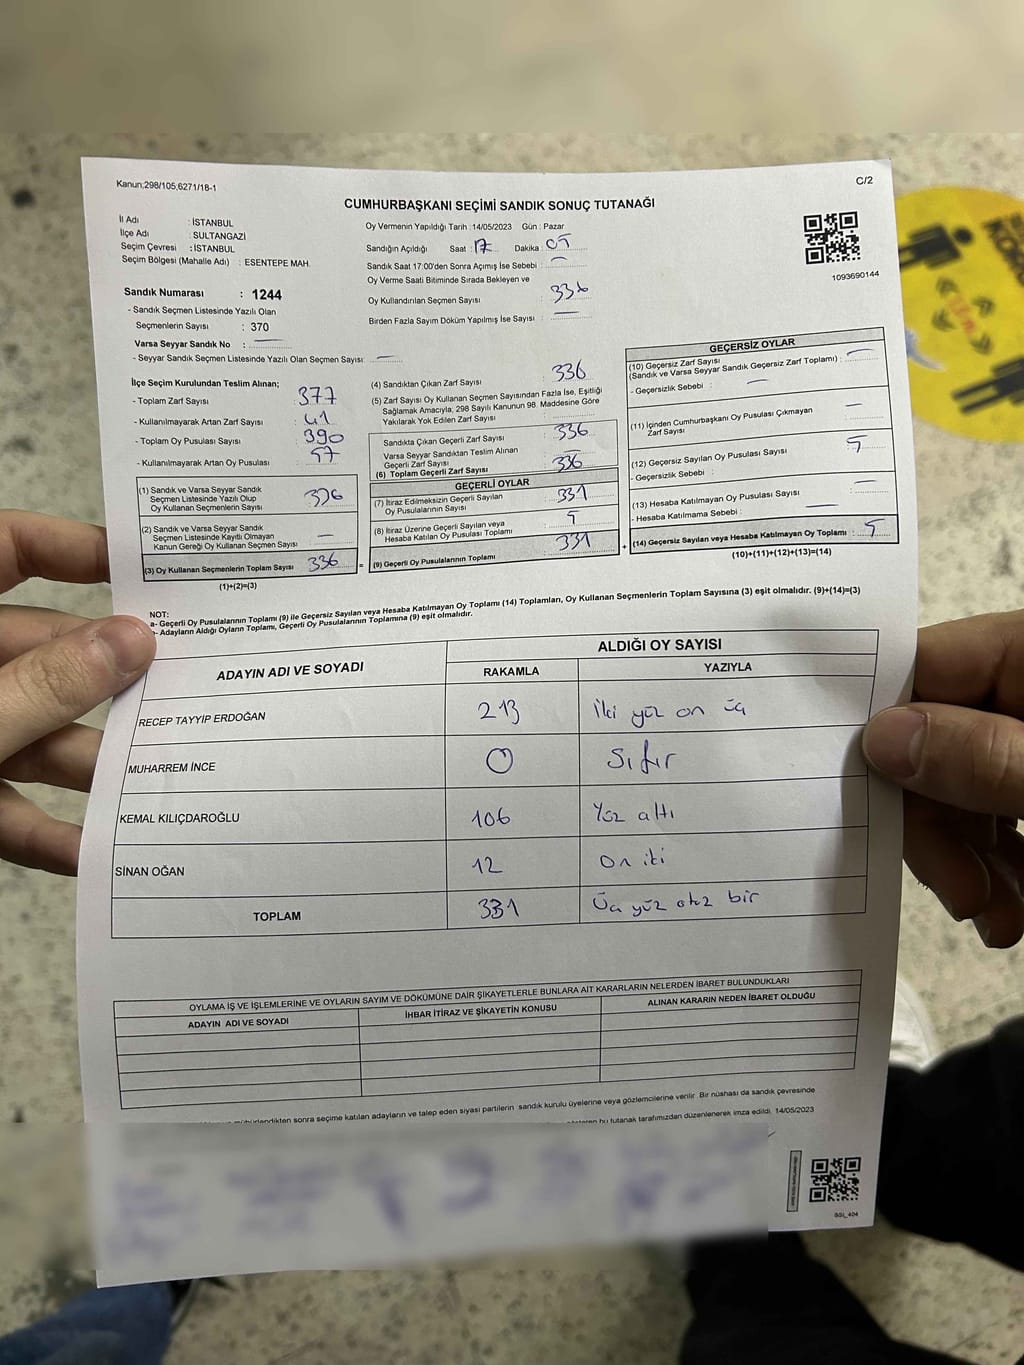 Kanun;298/105,6271/18-1
C/2
CUMHURBAŞKANI SEÇİMİ SANDIK SONUÇ TUTANAĞI
İl Adı : İSTANBUL
İlçe Adı : SULTANGAZİ
Seçim Çevresi : İSTANBUL
Seçim Bölgesi (Mahalle Adı) : ESENTEPE MAH.
Sandık Numarası : 1244
- Sandık Seçmen Listesinde Yazılı Olan
Seçmenlerin Sayısı : 370
Varsa Seyyar Sandık No : —
- Seyyar Sandık Seçmen Listesinde Yazılı Olan Seçmen Sayısı: —
Oy Vermenin Yapıldığı Tarih : 14/05/2023 Gün : Pazar
Sandığın Açıldığı Saat : 17 Dakika : 05
Sandık Saat 17:00'den Sonra Açımış İse Sebebi : —
Oy Verme Saati Bitiminde Sırada Bekleyen ve
Oy Kullandırılan Seçmen Sayısı : 336
Birden Fazla Sayım Döküm Yapılmış İse Sayısı : —
1093690144
İlçe Seçim Kurulundan Teslim Alınan;
- Toplam Zarf Sayısı : 377
- Kullanılmayarak Artan Zarf Sayısı : 41
- Toplam Oy Pusulası Sayısı : 390
- Kullanılmayarak Artan Oy Pusulası : 57
(1) Sandık ve Varsa Seyyar Sandık
Seçmen Listesinde Yazılı Olup
Oy Kullanan Seçmenlerin Sayısı : 336
(2) Sandık ve Varsa Seyyar Sandık
Seçmen Listesinde Kayıtlı Olmayan
Kanun Gereği Oy Kullanan Seçmen Sayısı : —
(3) Oy Kullanan Seçmenlerin Toplam Sayısı : 336
(1)+(2)=(3)
=
(4) Sandıktan Çıkan Zarf Sayısı : 336
(5) Zarf Sayısı Oy Kullanan Seçmen Sayısından Fazla İse, Eşitliği
Sağlamak Amacıyla, 298 Sayılı Kanunun 98. Maddesine Göre
Yakılarak Yok Edilen Zarf Sayısı :
Sandıkta Çıkan Geçerli Zarf Sayısı : 336
Varsa Seyyar Sandıktan Teslim Alınan
Geçerli Zarf Sayısı :
(6) Toplam Geçerli Zarf Sayısı : 336
GEÇERLİ OYLAR
(7) İtiraz Edilmeksizin Geçerli Sayılan
Oy Pusulalarının Sayısı : 331
(8) İtiraz Üzerine Geçerli Sayılan veya
Hesaba Katılan Oy Pusulası Toplamı : 5
(9) Geçerli Oy Pusulalarının Toplamı : 331
+
GEÇERSİZ OYLAR
(10) Geçersiz Zarf Sayısı
(Sandık ve Varsa Seyyar Sandık Geçersiz Zarf Toplamı) : —
- Geçersizlik Sebebi : —
(11) İçinden Cumhurbaşkanı Oy Pusulası Çıkmayan
Zarf Sayısı : —
(12) Geçersiz Sayılan Oy Pusulası Sayısı : 5
- Geçersizlik Sebebi :
(13) Hesaba Katılmayan Oy Pusulası Sayısı : —
- Hesaba Katılmama Sebebi : —
(14) Geçersiz Sayılan veya Hesaba Katılmayan Oy Toplamı : 5
(10)+(11)+(12)+(13)=(14)
NOT:
a- Geçerli Oy Pusulalarının Toplamı (9) ile Geçersiz Sayılan veya Hesaba Katılmayan Oy Toplamı (14) Toplamları, Oy Kullanan Seçmenlerin Toplam Sayısına (3) eşit olmalıdır. (9)+(14)=(3)
- Adayların Aldığı Oyların Toplamı, Geçerli Oy Pusulalarının Toplamına (9) eşit olmalıdır.
ADAYIN ADI VE SOYADI
ALDIĞI OY SAYISI
RAKAMLA YAZIYLA
RECEP TAYYIP ERDOĞAN 213 İki yüz on üç
MUHARREM İNCE 0 Sıfır
KEMAL KILIÇDAROĞLU 106 Yüz altı
SİNAN OĞAN 12 On iki
TOPLAM 331 Üç yüz otuz bir
OYLAMA İŞ VE İŞLEMLERİNE VE OYLARIN SAYIM VE DÖKÜMÜNE DAİR ŞİKAYETLERLE BUNLARA AİT KARARLARIN NELERDEN İBARET BULUNDUKLARI
ADAYIN ADI VE SOYADI İHBAR İTİRAZ VE ŞİKAYETİN KONUSU ALINAN KARARIN NEDEN İBARET OLDUĞU
sonra seçime katılan adayların ve talep eden siyasi partilerin sandık kurulu üyelerine veya gözlemcilerine verilir. Bir nüshası da sandık çevresinde
bu tutanak tarafımızdan düzenlenerek imza edildi. 14/05/2023